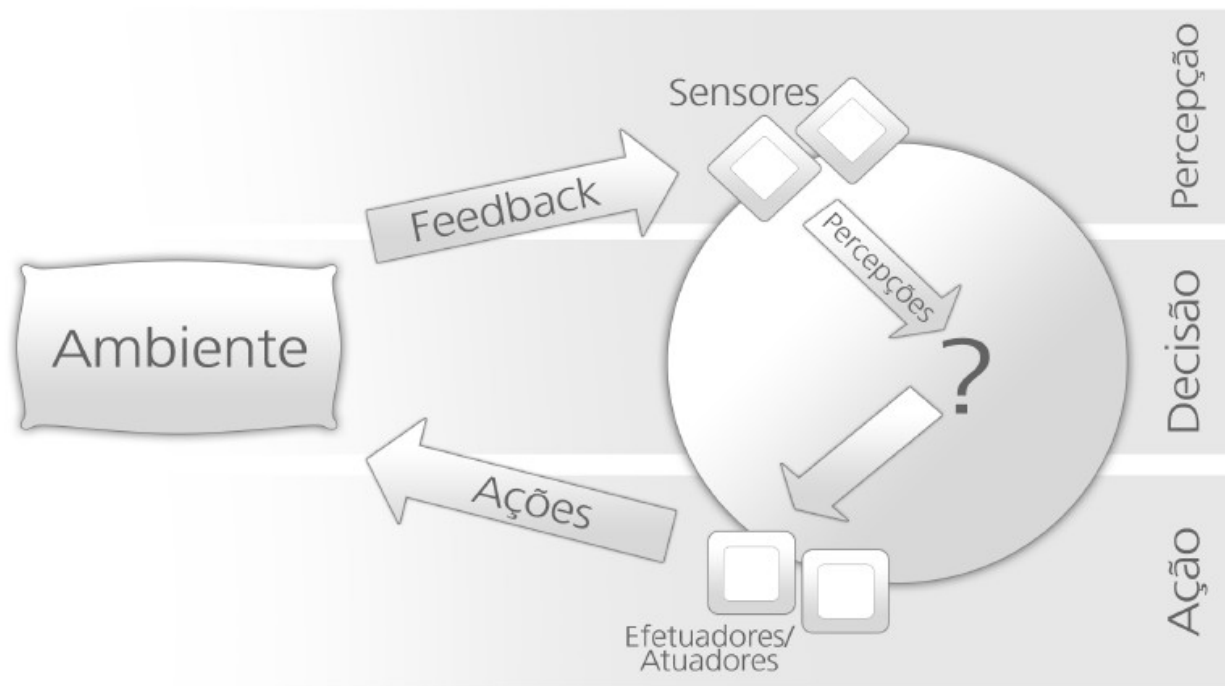 Sensores
Percepção
Feedback
Percepções
Ambiente
?
Decisão
Ações
Efetuadores/
Atuadores
Ação